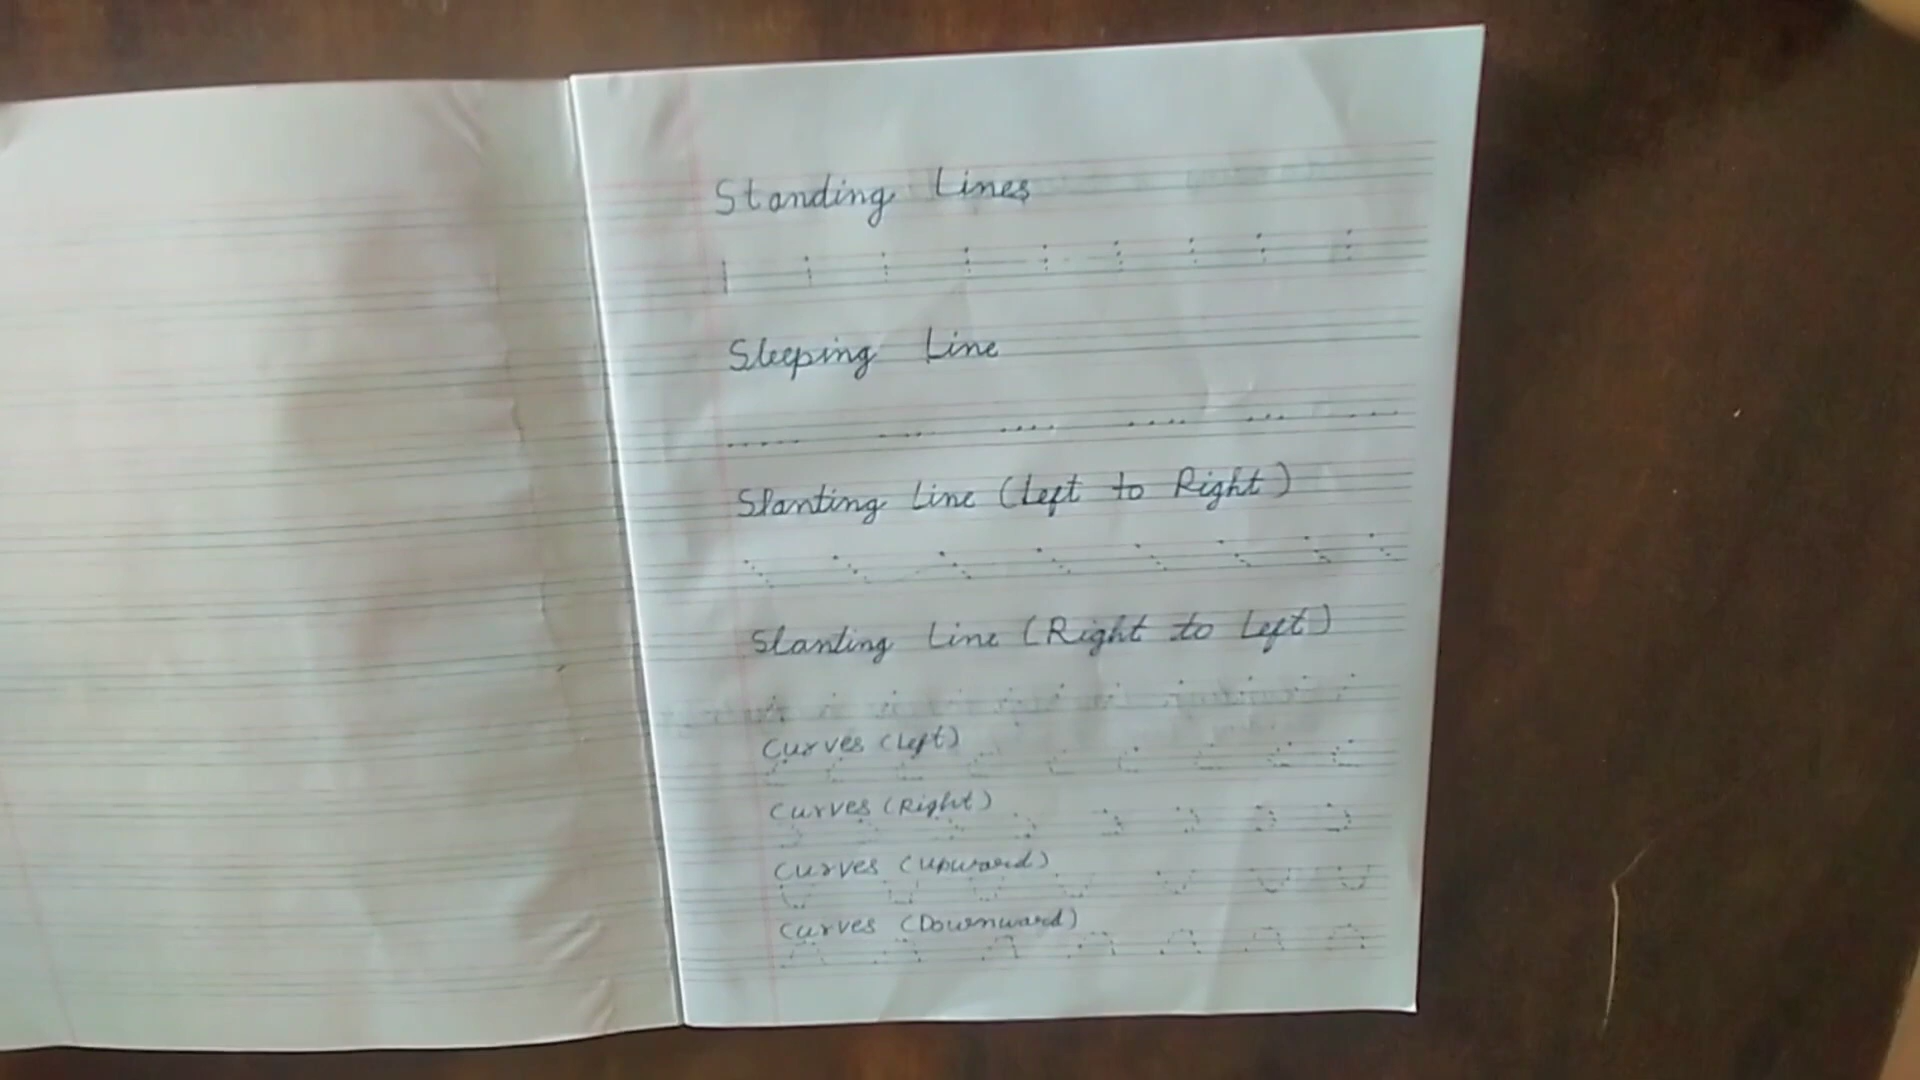 Standing Lines
Sleeping Line
Slanting Line (Left to Right)
Slanting Line (Right to Left)
Curves (Left)
Curves (Right)
Curves (Upward)
Curves (Downward)